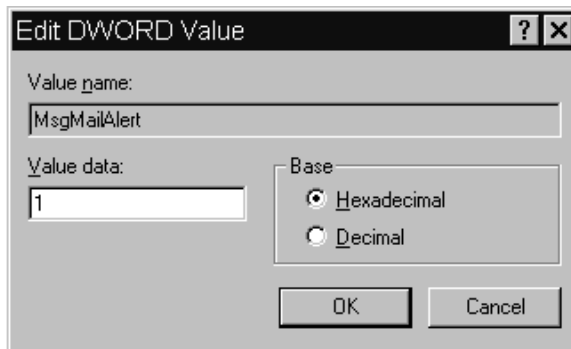 Edit DWORD Value ? ×
Value name:
MsgMailAlert
Value data:
1
Base
Hexadecimal
Decimal
OK Cancel